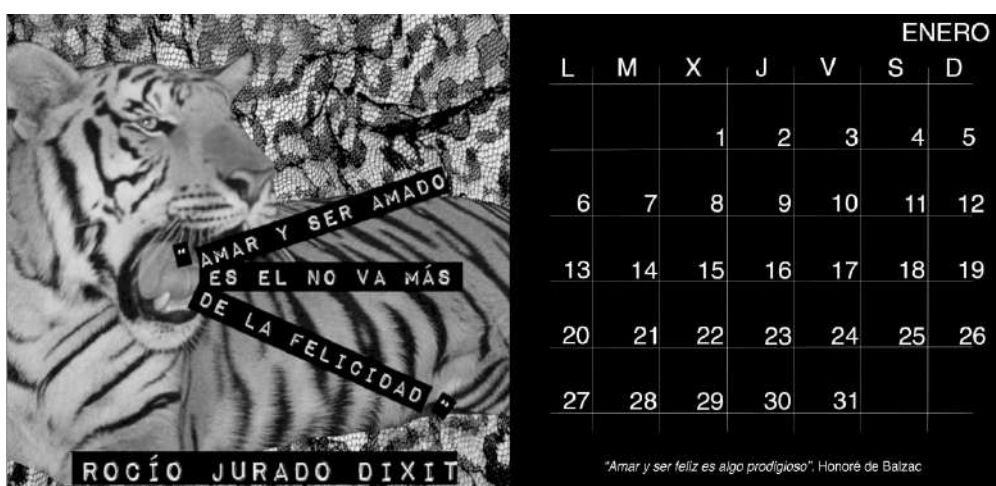 " AMAR Y SER AMADO
ES EL NO VA MÁS
DE LA FELICIDAD "
ROCÍO JURADO DIXIT
ENERO
L M X J V S D
1 2 3 4 5
6 7 8 9 10 11 12
13 14 15 16 17 18 19
20 21 22 23 24 25 26
27 28 29 30 31
"Amar y ser feliz es algo prodigioso". Honoré de Balzac